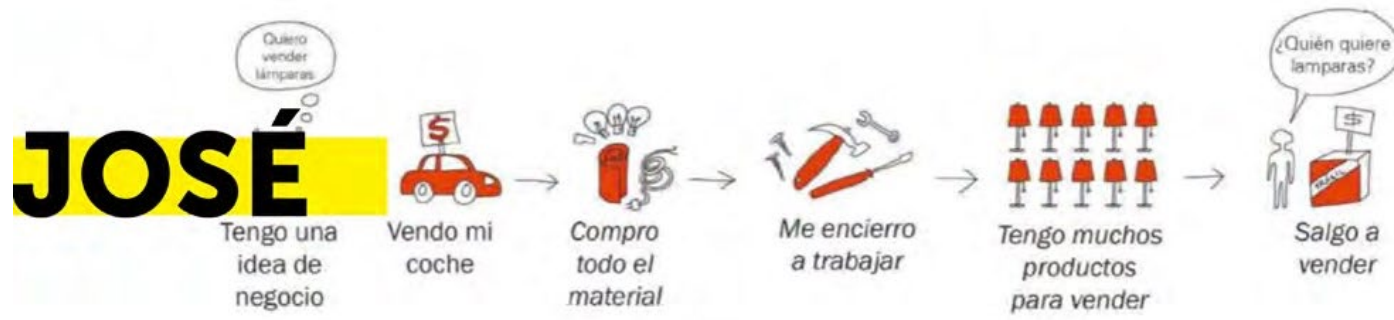 Quiero
vender
lámparas
JOSÉ
Tengo una
idea de
negocio
$
Vendo mi
coche
Compro
todo el
material
Me encierro
a trabajar
Tengo muchos
productos
para vender
¿Quién quiere
lamparas?
$
FRAGIL
Salgo a
vender